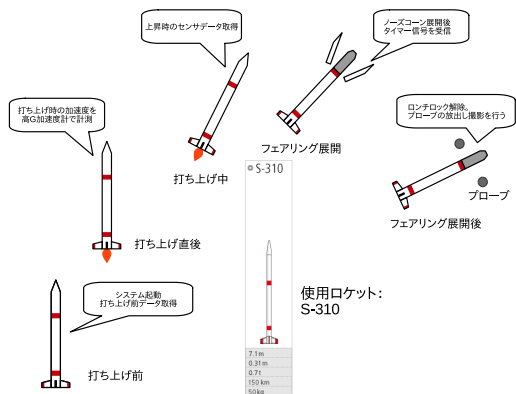 上昇時のセンサデータ取得
ノーズコーン展開後
タイマー信号を受信
打ち上げ時の加速度を
高G加速度計で計測
ロンチロック解除。
プローブの放出し撮影を行う
フェアリング展開
打ち上げ中
S-310
プローブ
フェアリング展開後
打ち上げ直後
システム起動
打ち上げ前データ取得
使用ロケット：
S-310
打ち上げ前
7.1m
0.31m
0.7t
150 km
50kg